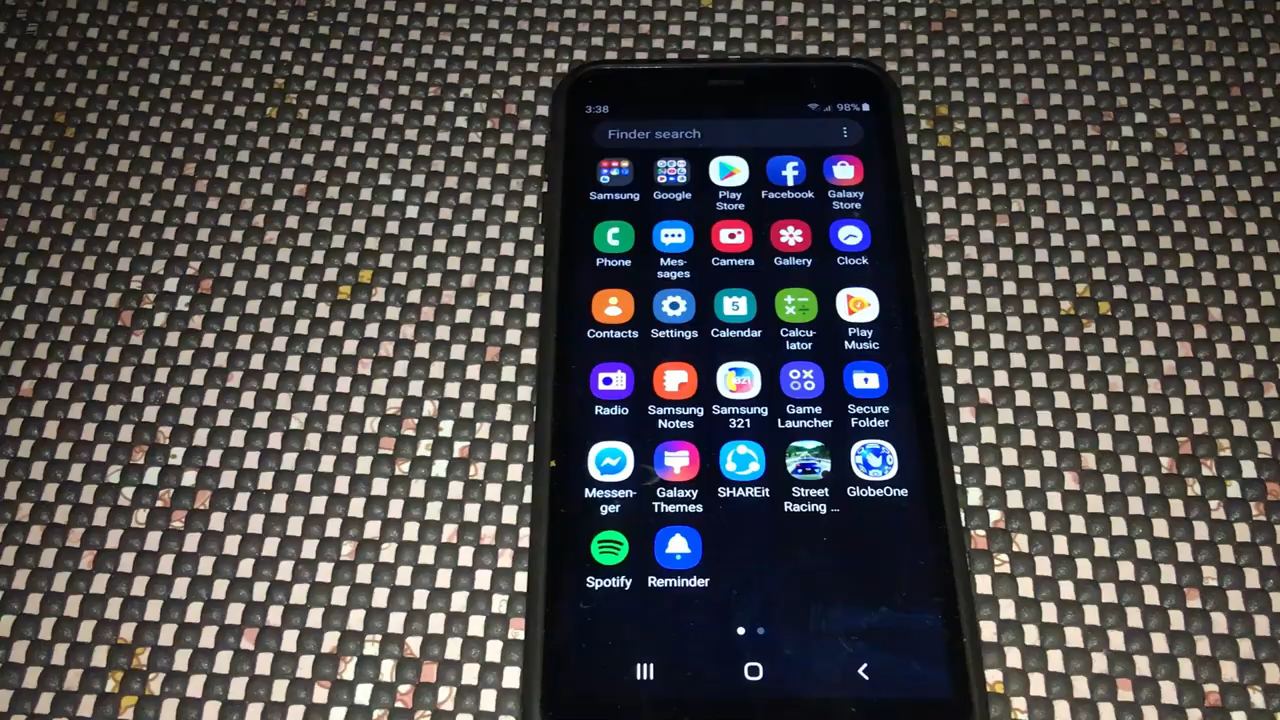 3:38 98%
Finder search
Samsung Google Play Store Facebook Galaxy Store
Phone Mes-sages Camera Gallery Clock
5
Contacts Settings Calendar Calcu-lator Play Music
321
Radio Samsung Notes Samsung 321 Game Launcher Secure Folder
Messen-ger Galaxy Themes SHAREit Street Racing ... GlobeOne
Spotify Reminder